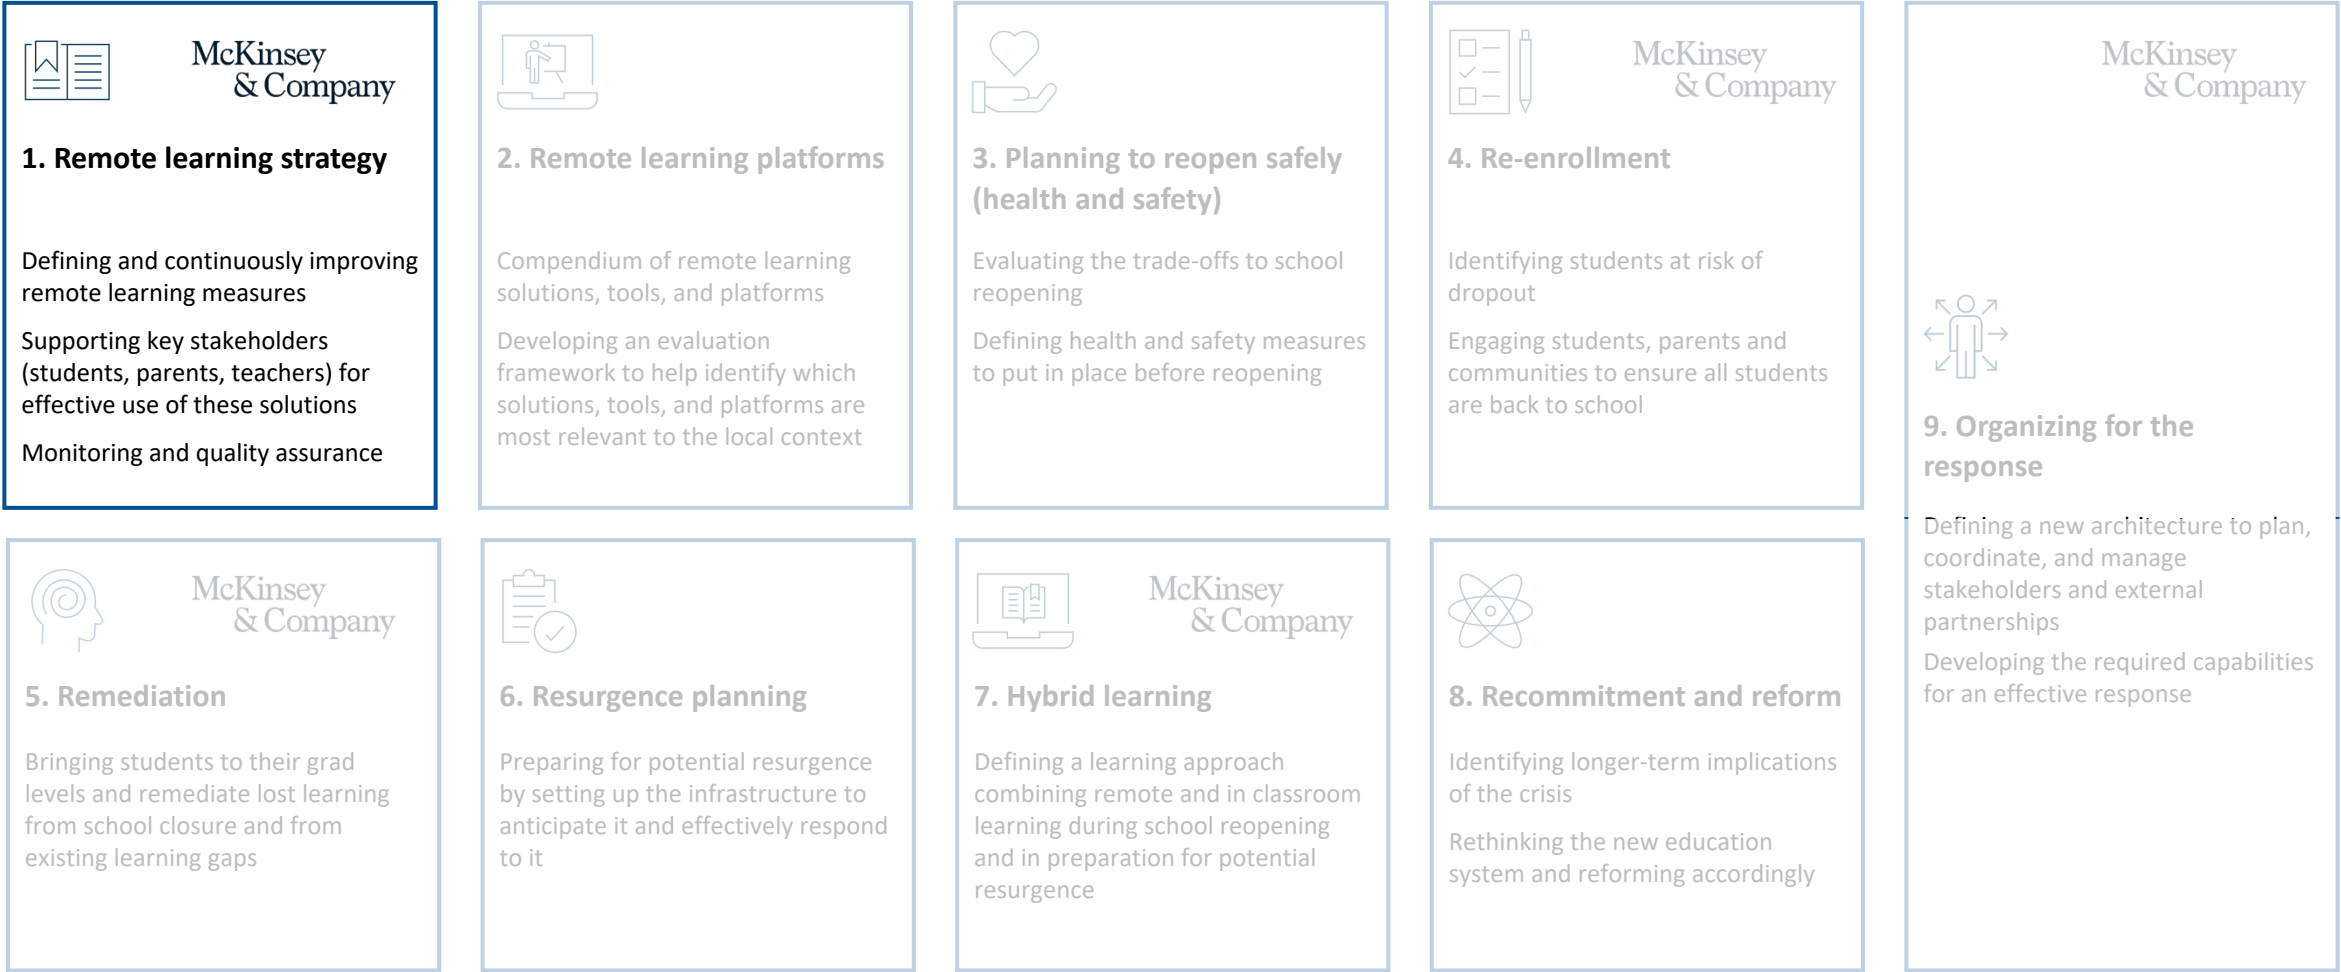 McKinsey
& Company
1. Remote learning strategy
Defining and continuously improving
remote learning measures
Supporting key stakeholders
(students, parents, teachers) for
effective use of these solutions
Monitoring and quality assurance
2. Remote learning platforms
Compendium of remote learning
solutions, tools, and platforms
Developing an evaluation
framework to help identify which
solutions, tools, and platforms are
most relevant to the local context
3. Planning to reopen safely
(health and safety)
Evaluating the trade-offs to school
reopening
Defining health and safety measures
to put in place before reopening
McKinsey
& Company
4. Re-enrollment
Identifying students at risk of
dropout
Engaging students, parents and
communities to ensure all students
are back to school
5. Remediation
McKinsey
& Company
Bringing students to their grad
levels and remediate lost learning
from school closure and from
existing learning gaps
6. Resurgence planning
Preparing for potential resurgence
by setting up the infrastructure to
anticipate it and effectively respond
to it
McKinsey
& Company
7. Hybrid learning
Defining a learning approach
combining remote and in classroom
learning during school reopening
and in preparation for potential
resurgence
8. Recommitment and reform
Identifying longer-term implications
of the crisis
Rethinking the new education
system and reforming accordingly
McKinsey
& Company
9. Organizing for the
response
Defining a new architecture to plan,
coordinate, and manage
stakeholders and external
partnerships
Developing the required capabilities
for an effective response